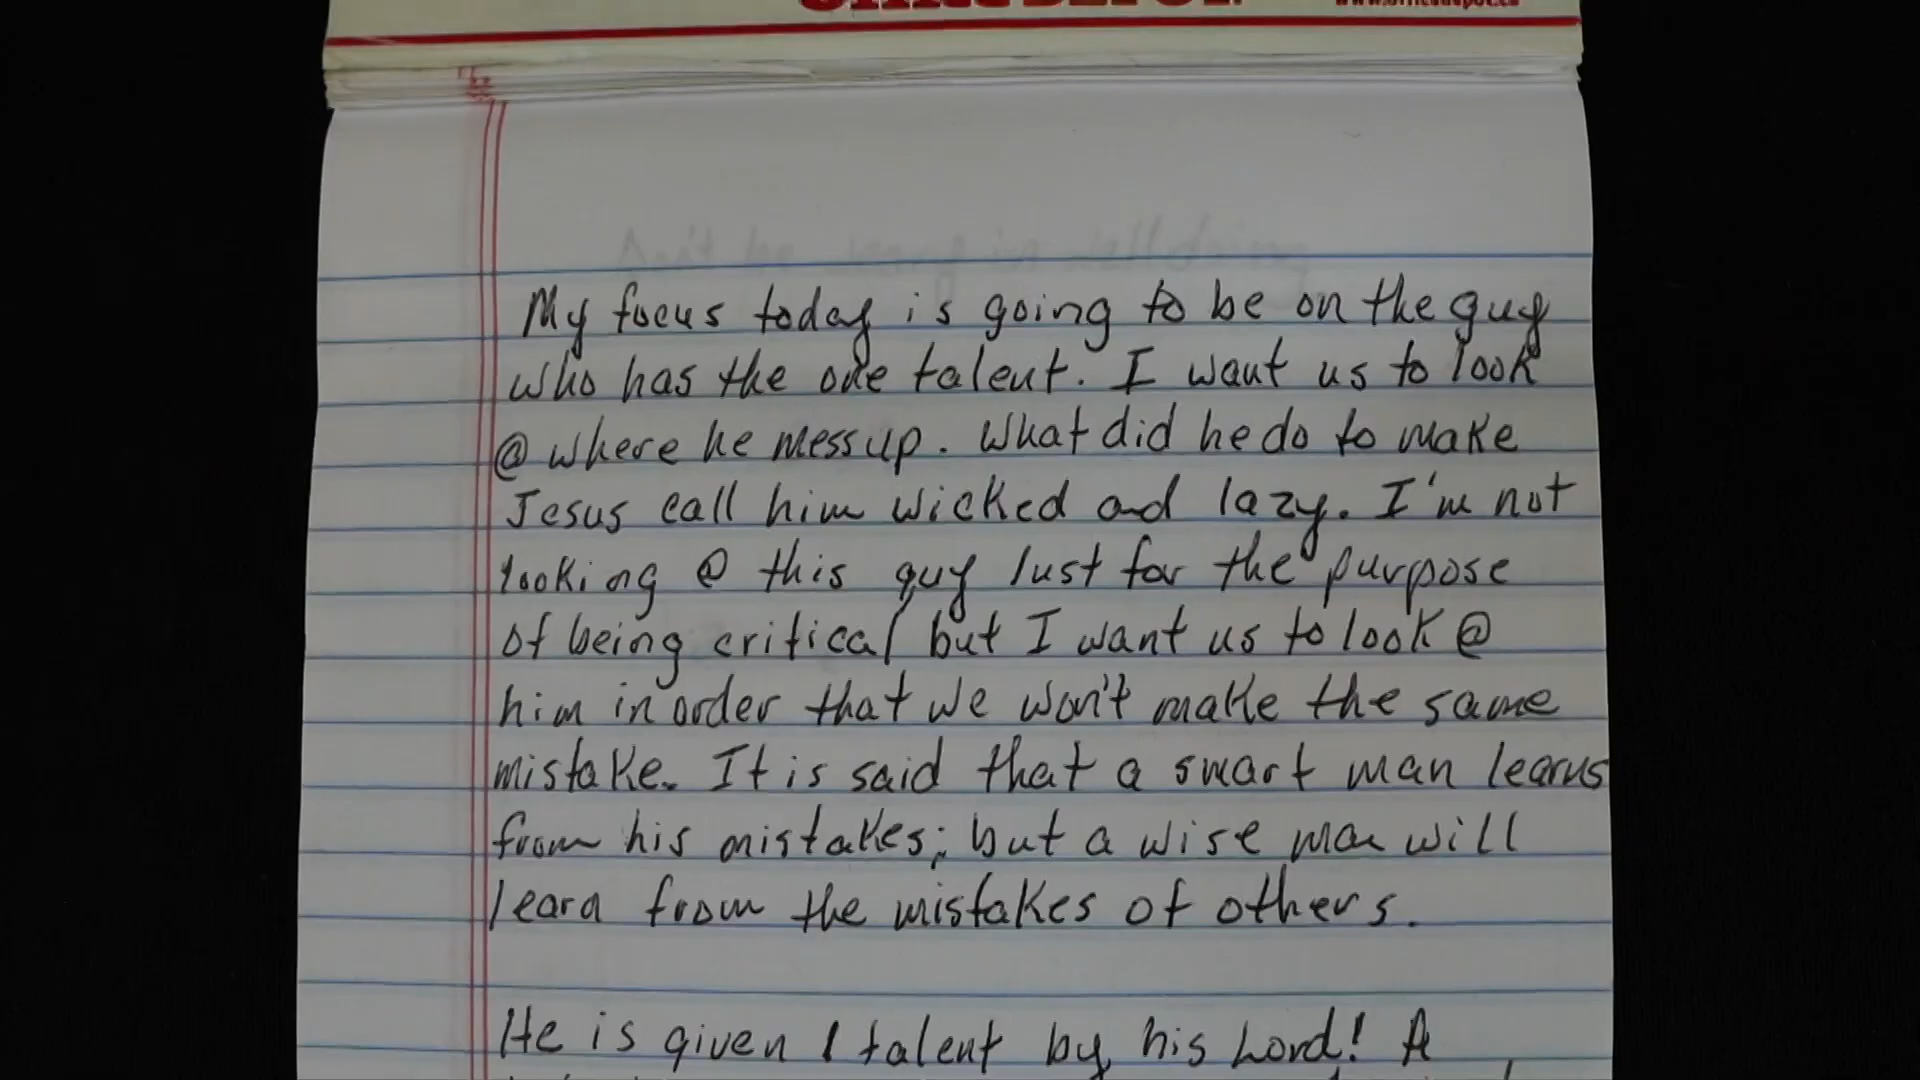 My focus today is going to be on the guy
who has the one talent. I want us to look
@ where he mess up. What did he do to make
Jesus call him wicked and lazy. I'm not
looking @ this guy Just for the purpose
of being critical but I want us to look @
him in order that we won't make the same
mistake. It is said that a smart man learns
from his mistakes; but a wise man will
learn from the mistakes of others.
He is given 1 talent by his Lord! A